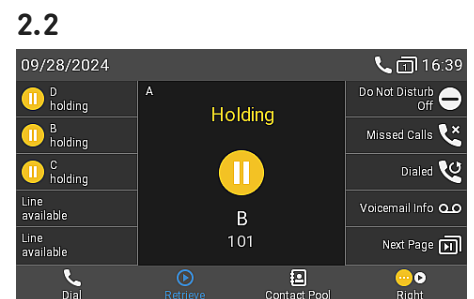 2.2
09/28/2024
1
16:39
D
holding
B
holding
C
holding
Line
available
Line
available
A
Holding
B
101
Do Not Disturb
Off
Missed Calls
Dialed
Voicemail Info
Next Page
Dial
Retrieve
Contact Pool
Right